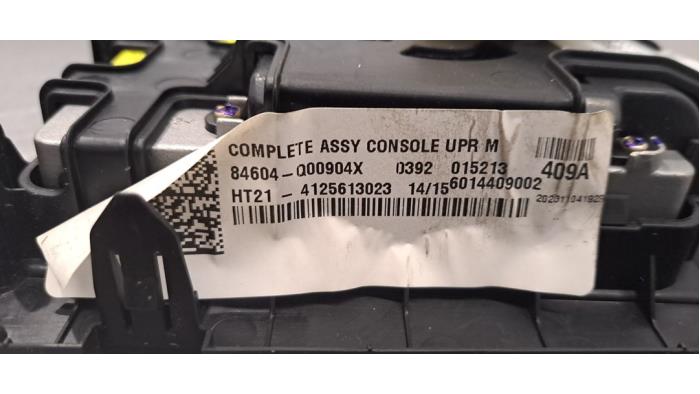 COMPLETE ASSY CONSOLE UPR M
84604-Q00904X 0392 015213 409A
HT21 - 4125613023 14/15 6014409002